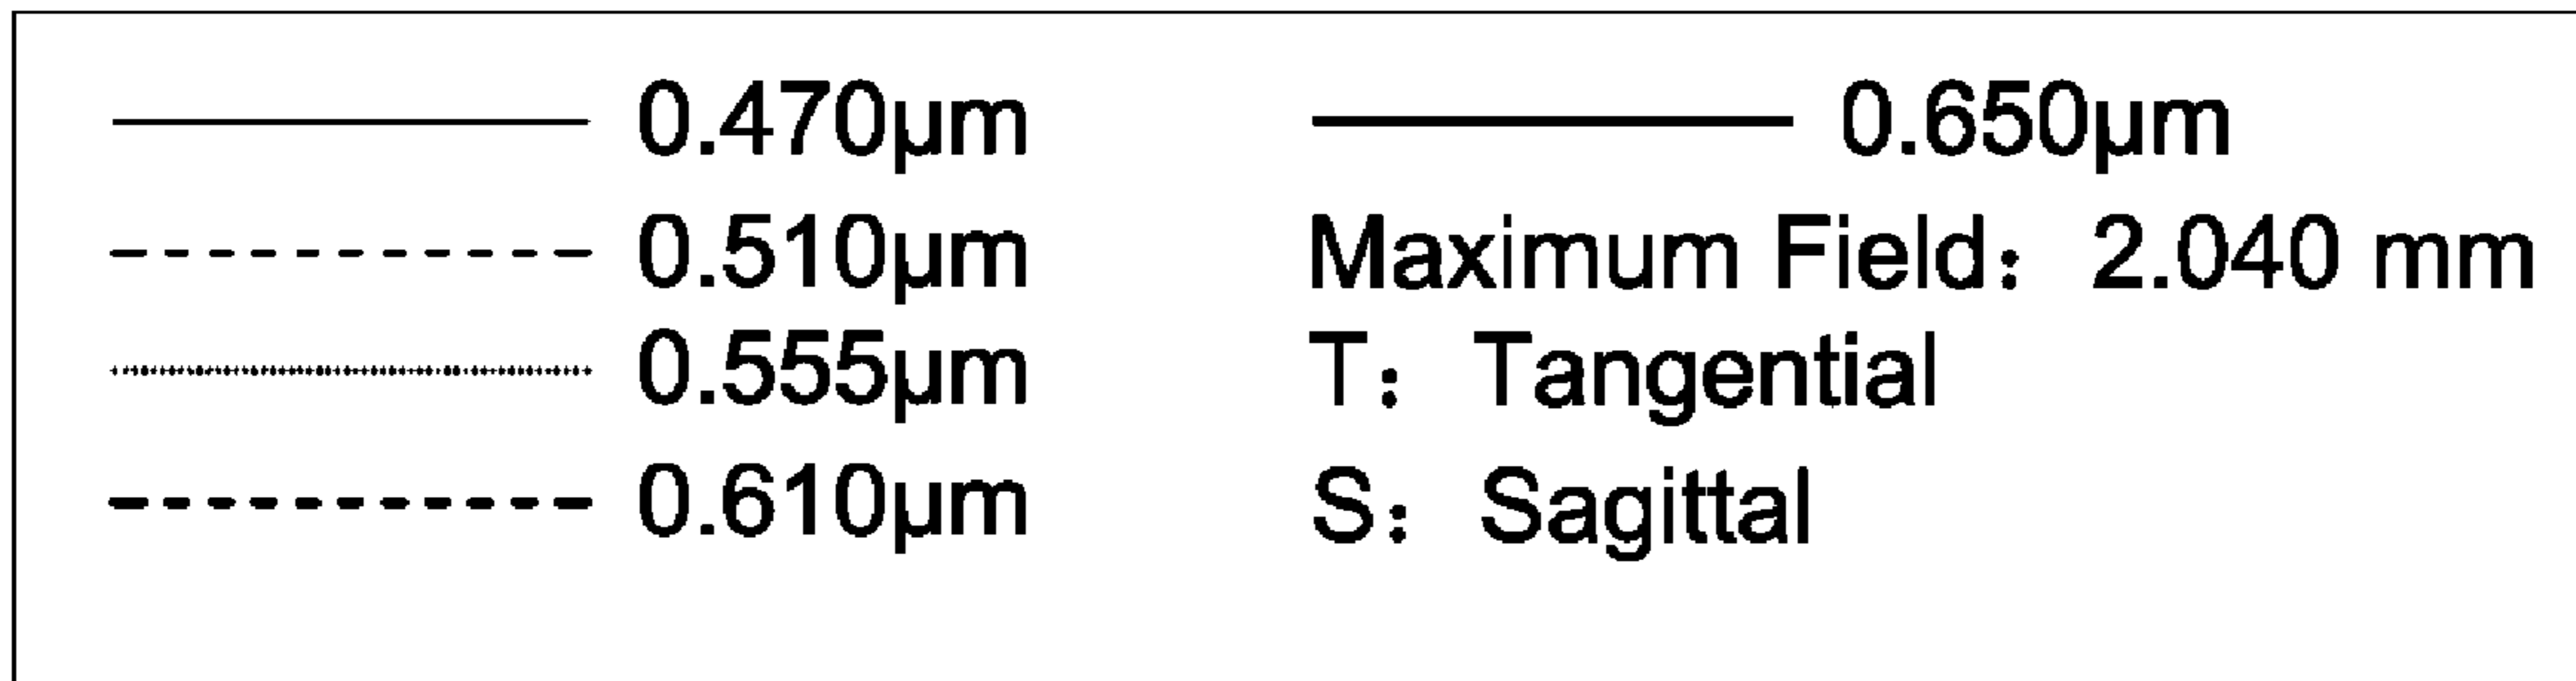 0.470µm
0.510µm
0.555µm
0.610µm
0.650µm
Maximum Field：2.040 mm
T：Tangential
S：Sagittal